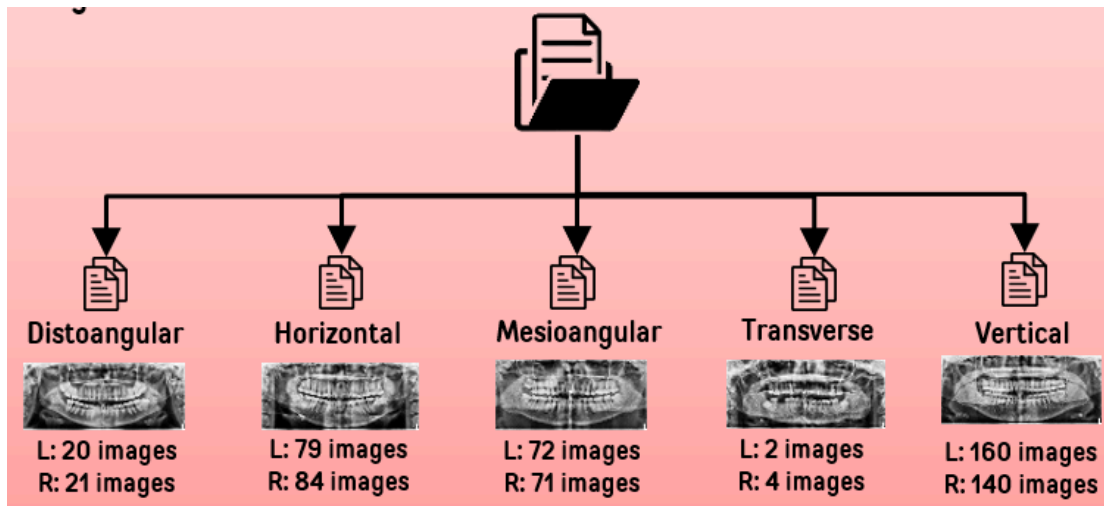 Distoangular
Horizontal
Mesioangular
Transverse
Vertical
L: 20 images
R: 21 images
L: 79 images
R: 84 images
L: 72 images
R: 71 images
L: 2 images
R: 4 images
L: 160 images
R: 140 images